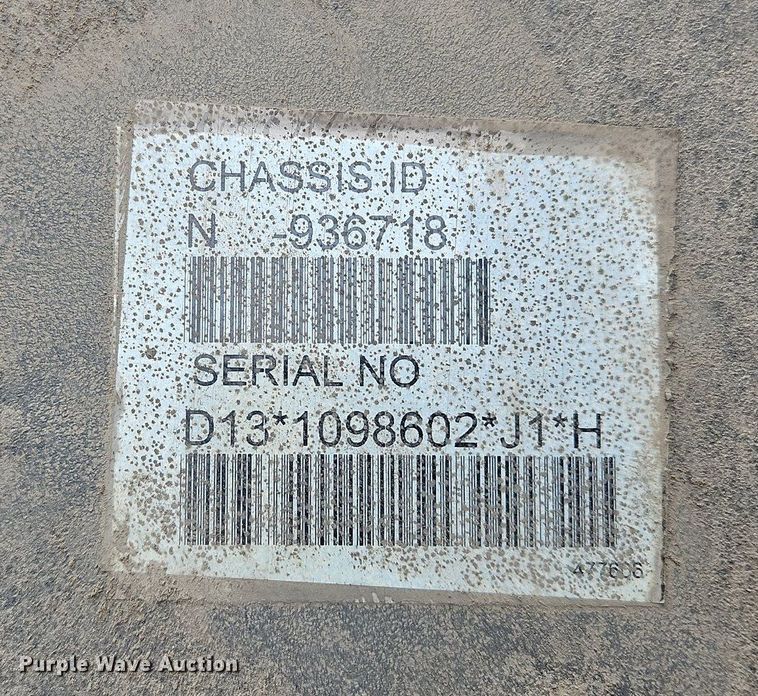 CHASSIS ID
N -936718
SERIAL NO
D13*1098602*J1*H
Purple Wave Auction